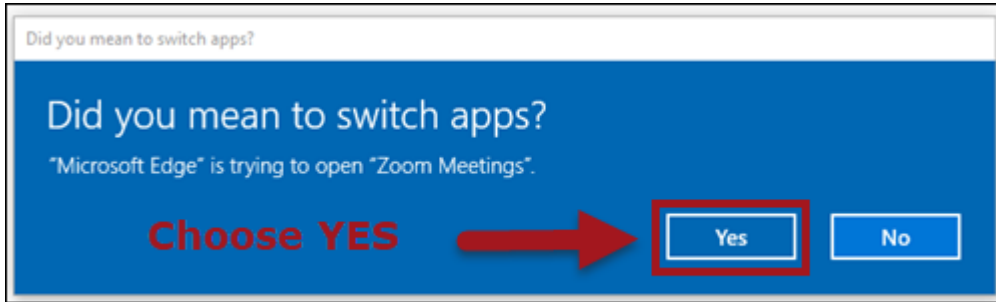 Did you mean to switch apps?
Did you mean to switch apps?
"Microsoft Edge" is trying to open "Zoom Meetings".
Choose YES Yes No